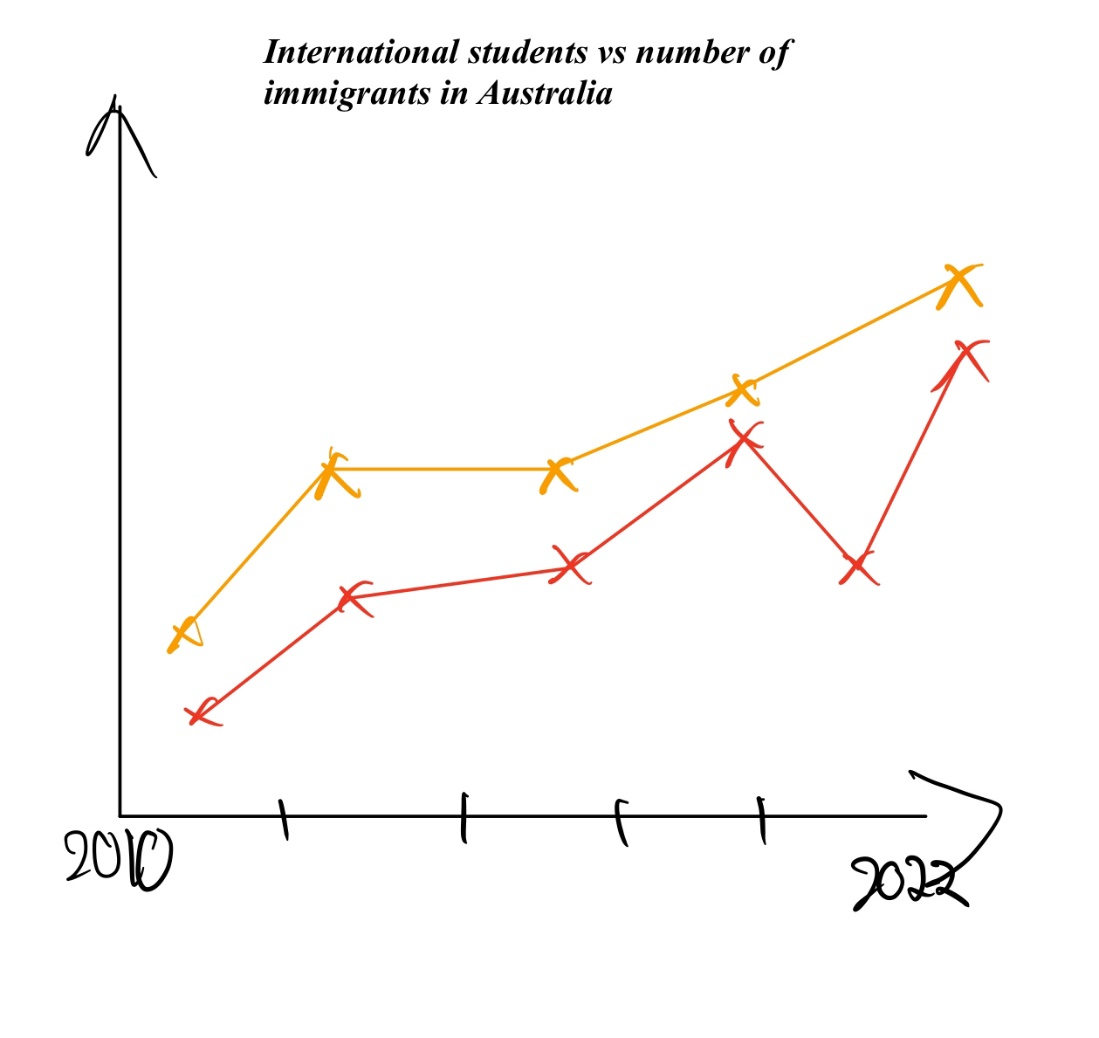 International students vs number of
immigrants in Australia
2010
2022